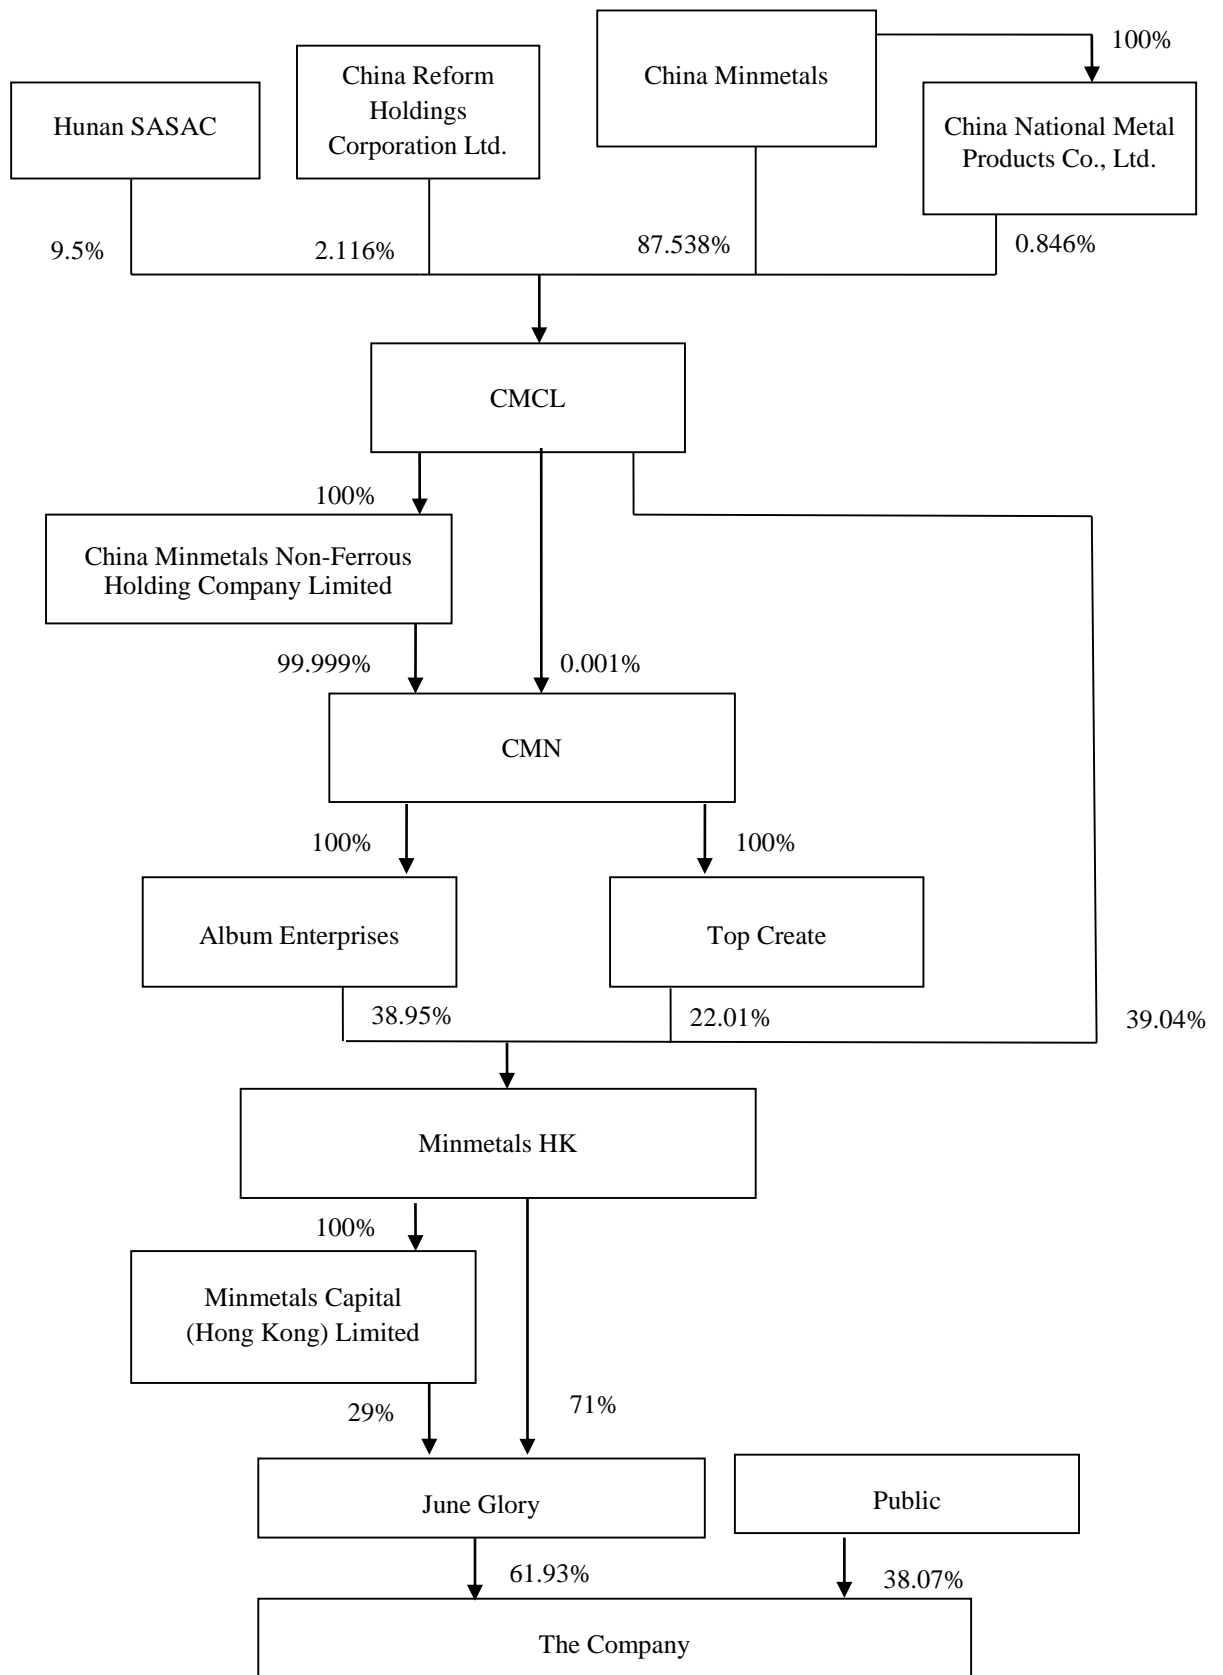 100%
China Minmetals
China Reform
Holdings
Corporation Ltd.
Hunan SASAC
China National Metal
Products Co., Ltd.
9.5%
2.116%
87.538%
0.846%
CMCL
100%
China Minmetals Non-Ferrous
Holding Company Limited
99.999%
0.001%
CMN
100%
100%
Album Enterprises
Top Create
38.95%
22.01%
39.04%
Minmetals HK
100%
Minmetals Capital
(Hong Kong) Limited
29%
71%
June Glory
Public
61.93%
38.07%
The Company